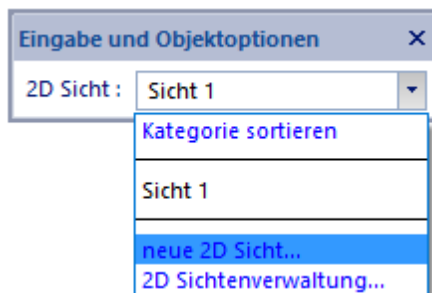 Eingabe und Objektoptionen
2D Sicht : Sicht 1
Kategorie sortieren
Sicht 1
neue 2D Sicht...
2D Sichtenverwaltung...